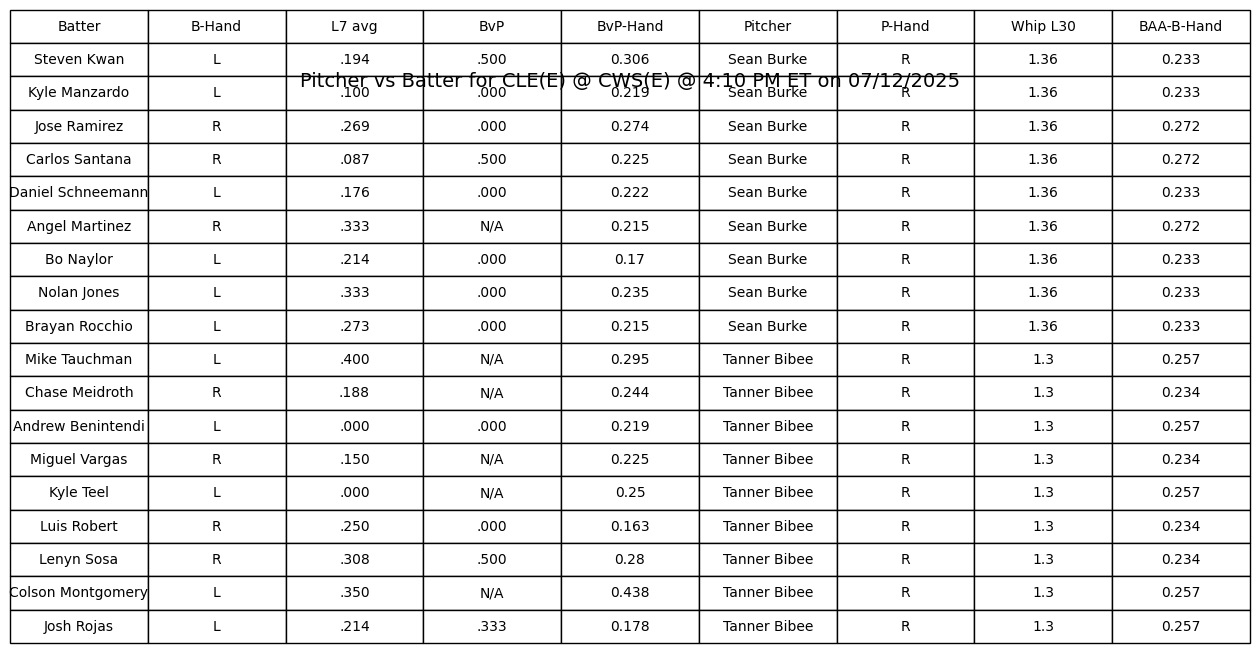 Batter B-Hand L7 avg BvP BvP-Hand Pitcher P-Hand Whip L30 BAA-B-Hand
Steven Kwan L .194 .500 0.306 Sean Burke R 1.36 0.233
Pitcher vs Batter for CLE(E) @ CWS(E) @ 4:10 PM ET on 07/12/2025
Kyle Manzardo L .100 .000 0.219 Sean Burke R 1.36 0.233
Jose Ramirez R .269 .000 0.274 Sean Burke R 1.36 0.272
Carlos Santana R .087 .500 0.225 Sean Burke R 1.36 0.272
Daniel Schneemann L .176 .000 0.222 Sean Burke R 1.36 0.233
Angel Martinez R .333 N/A 0.215 Sean Burke R 1.36 0.272
Bo Naylor L .214 .000 0.17 Sean Burke R 1.36 0.233
Nolan Jones L .333 .000 0.235 Sean Burke R 1.36 0.233
Brayan Rocchio L .273 .000 0.215 Sean Burke R 1.36 0.233
Mike Tauchman L .400 N/A 0.295 Tanner Bibee R 1.3 0.257
Chase Meidroth R .188 N/A 0.244 Tanner Bibee R 1.3 0.234
Andrew Benintendi L .000 .000 0.219 Tanner Bibee R 1.3 0.257
Miguel Vargas R .150 N/A 0.225 Tanner Bibee R 1.3 0.234
Kyle Teel L .000 N/A 0.25 Tanner Bibee R 1.3 0.257
Luis Robert R .250 .000 0.163 Tanner Bibee R 1.3 0.234
Lenyn Sosa R .308 .500 0.28 Tanner Bibee R 1.3 0.234
Colson Montgomery L .350 N/A 0.438 Tanner Bibee R 1.3 0.257
Josh Rojas L .214 .333 0.178 Tanner Bibee R 1.3 0.257